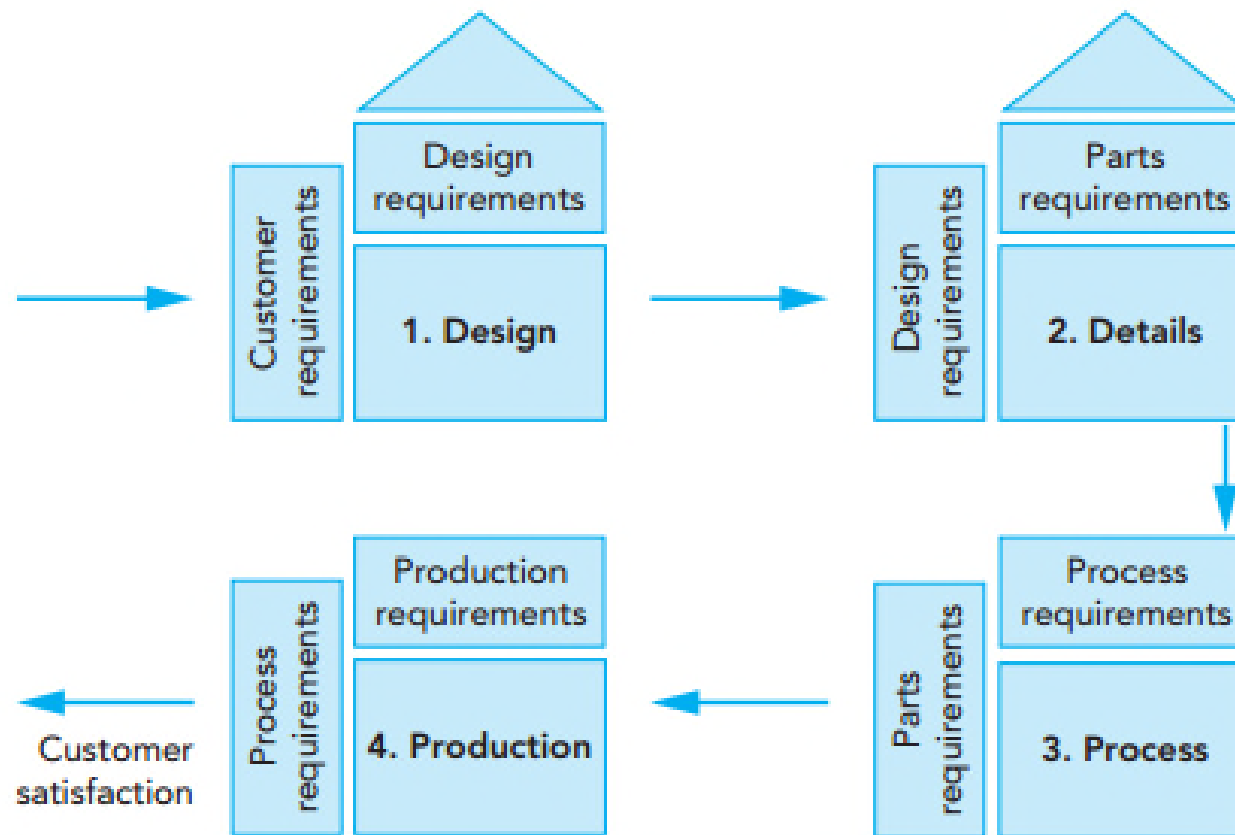 Design
requirements
Customer
requirements
1. Design
Parts
requirements
Design
requirements
2. Details
Process
requirements
Parts
requirements
3. Process
Production
requirements
Process
requirements
4. Production
Customer
satisfaction